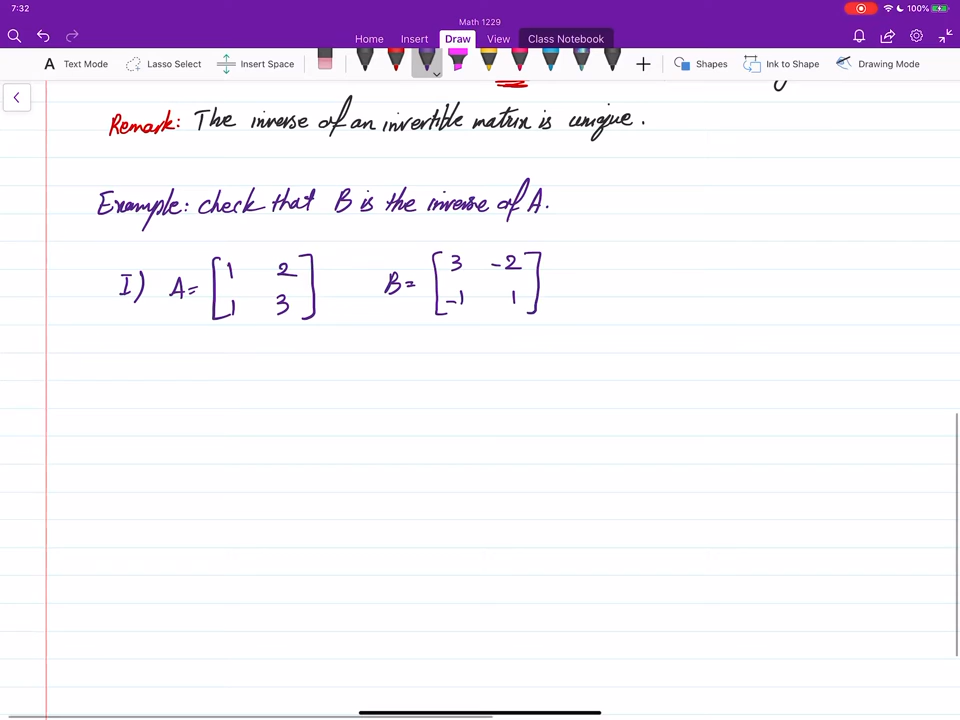 7:32
100%
Math 1229
Home Insert Draw View Class Notebook
A Text Mode Lasso Select Insert Space Shapes Ink to Shape Drawing Mode
Remark: The inverse of an invertible matrix is unique.
Example: check that B is the inverse of A.
I) A= [1 2 B= [3 -2
1 3] -1 1]